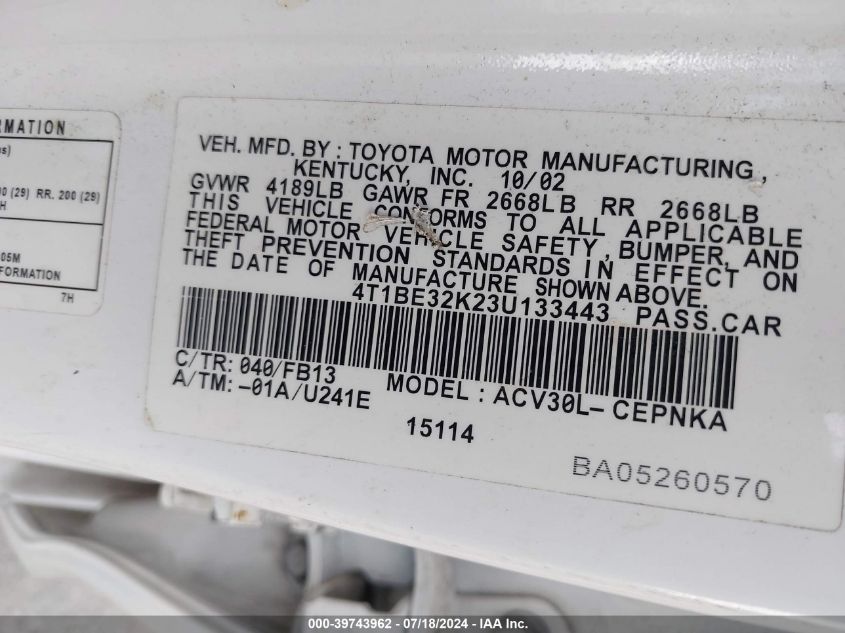 RMATION
s)
0 (29) RR. 200 (29)
H
05M
FORMATION
7H
VEH. MFD. BY : TOYOTA MOTOR MANUFACTURING,
KENTUCKY, INC. 10/02
GVWR 4189LB GAWR FR 2668LB RR 2668LB
THIS VEHICLE CONFORMS TO ALL APPLICABLE
FEDERAL MOTOR VEHICLE SAFETY, BUMPER, AND
THEFT PREVENTION STANDARDS IN EFFECT ON
THE DATE OF MANUFACTURE SHOWN ABOVE.
4T1BE32K23U133443 PASS.CAR
C/TR: 040/FB13
A/TM: -01A/U241E
MODEL : ACV30L-CEPNKA
15114
BA05260570
000-39743962 - 07/18/2024 - IAA Inc.